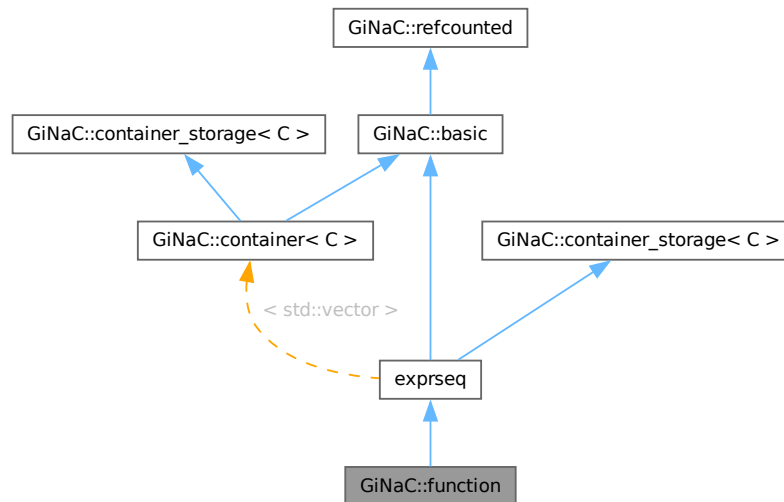 GiNaC::refcounted
GiNaC::container_storage< C >
GiNaC::basic
GiNaC::container< C >
GiNaC::container_storage< C >
< std::vector >
exprseq
GiNaC::function